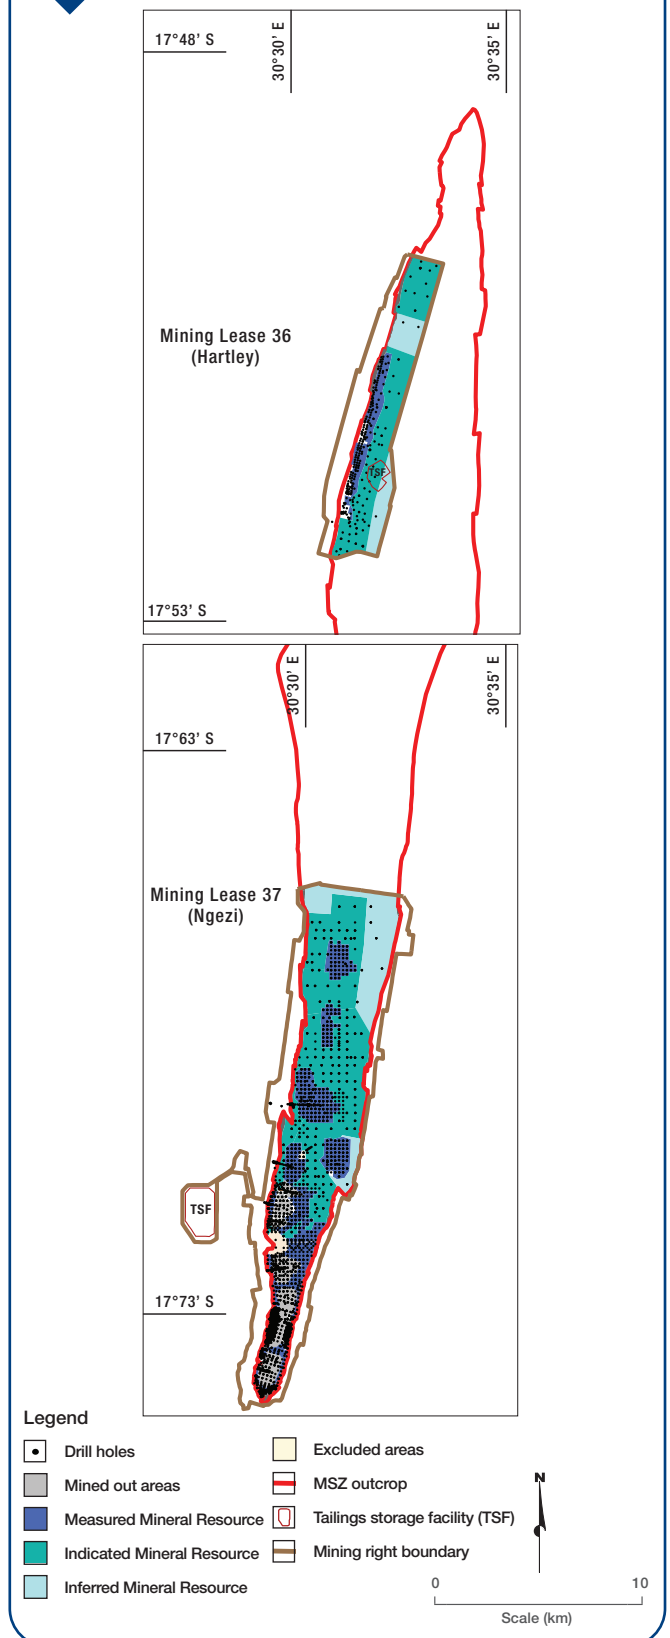 17°48’ S
30°30’ E
30°35’ E
Mining Lease 36
(Hartley)
TSF
17°53’ S
30°30’ E
30°35’ E
17°63’ S
Mining Lease 37
(Ngezi)
TSF
17°73’ S
Legend
Drill holes
Mined out areas
Measured Mineral Resource
Indicated Mineral Resource
Inferred Mineral Resource
Excluded areas
MSZ outcrop
Tailings storage facility (TSF)
Mining right boundary
N
0 10
Scale (km)